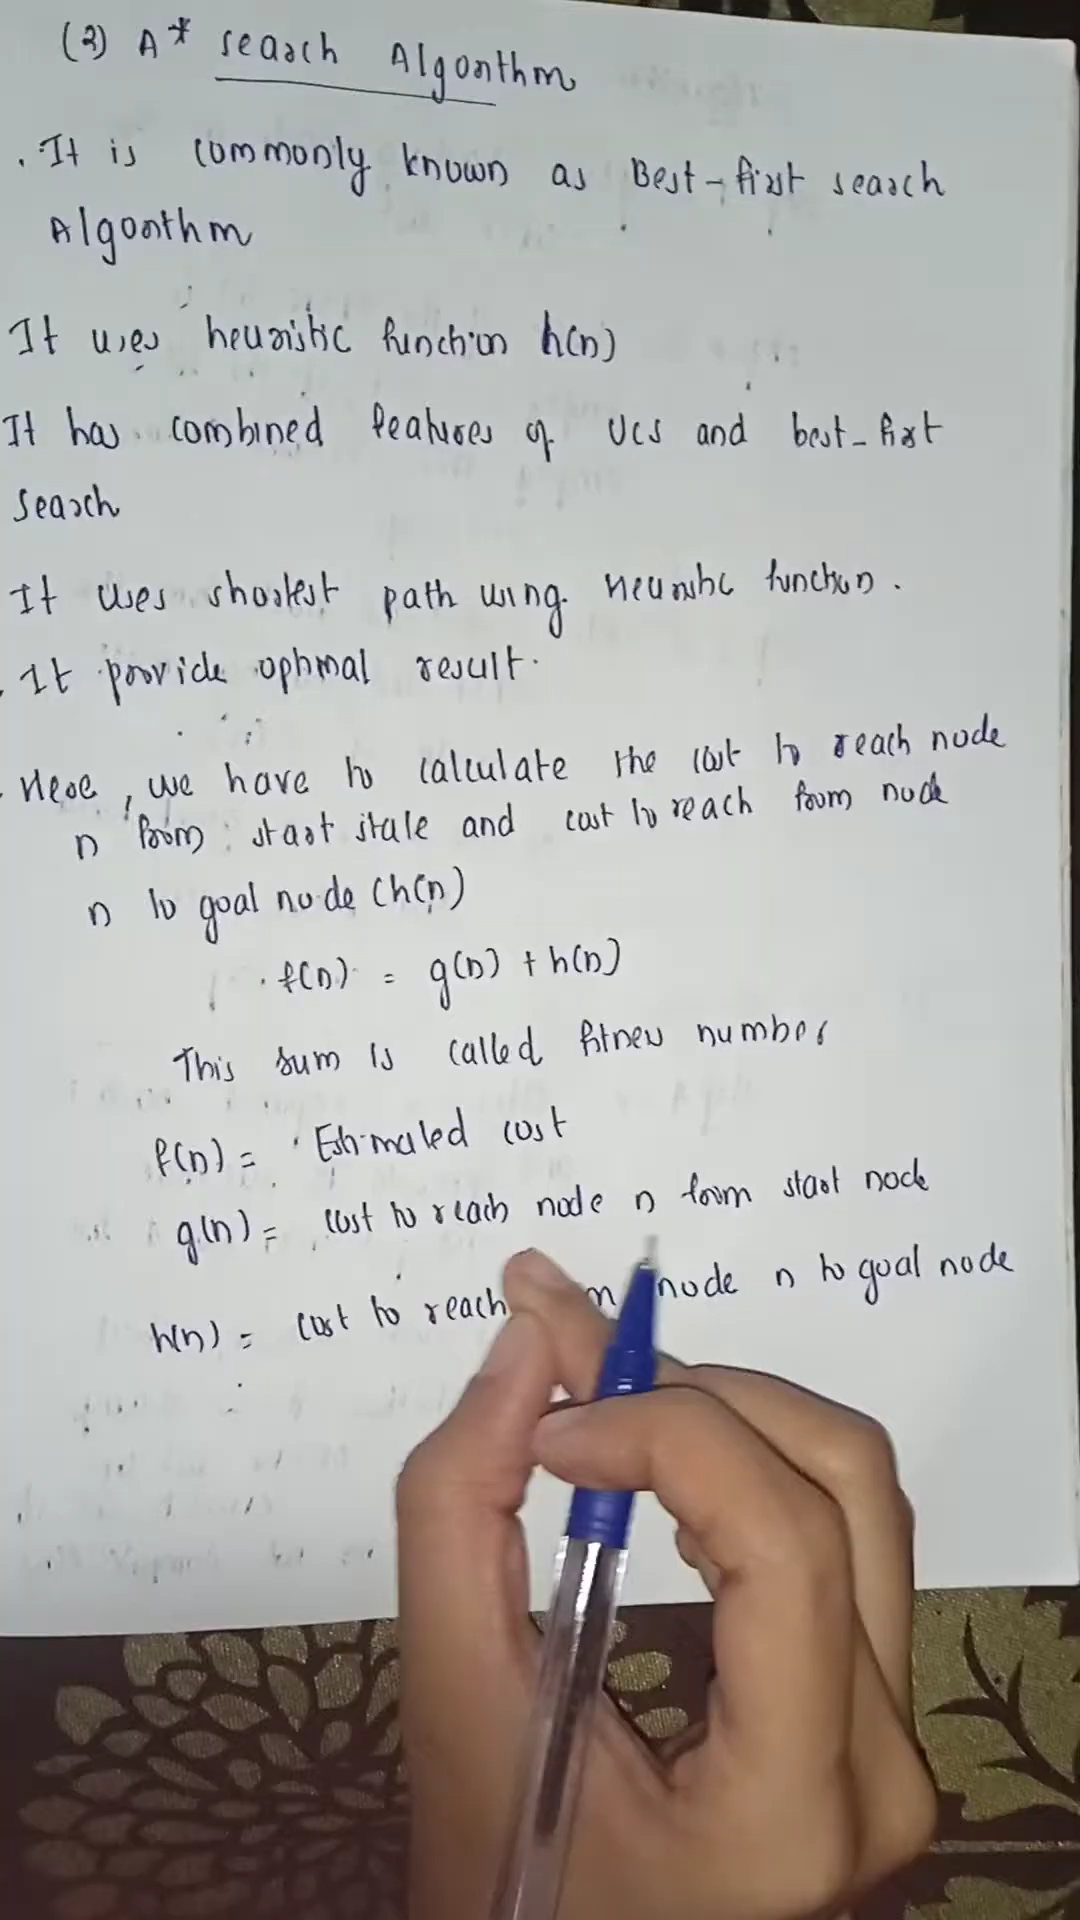 (2) A* search Algorithm
. It is commonly known as Best-first search
Algorithm
It uses heuristic function h(n)
It has combined features of UCS and best-first
search
It uses shortest path using heuristic function.
. It provide optimal result.
. Here, we have to calculate the cost to reach node
n from start state and cost to reach from node
n to goal node (h(n)
f(n) = g(n) + h(n)
This sum is called fitness number
f(n) = Estimated cost
g(n) = cost to reach node n from start node
h(n) = cost to reach node n to goal node